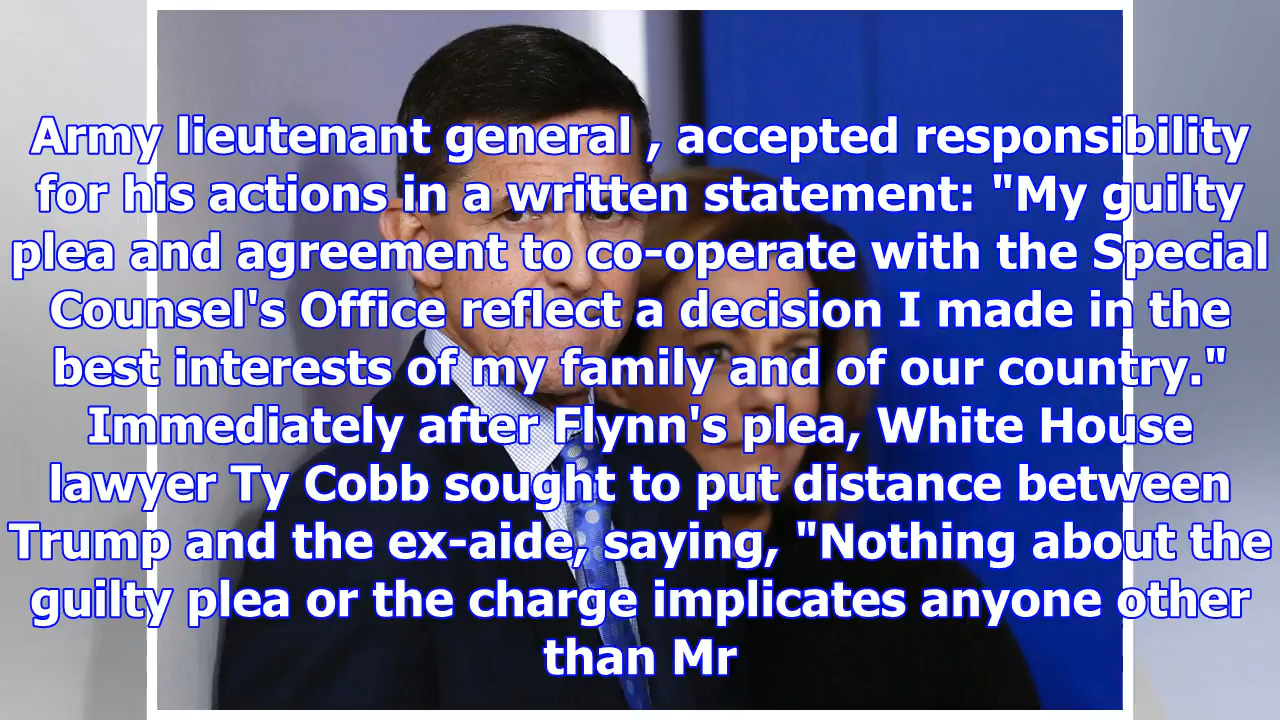 Army lieutenant general , accepted responsibility
for his actions in a written statement: "My guilty
plea and agreement to co-operate with the Special
Counsel's Office reflect a decision I made in the
best interests of my family and of our country."
Immediately after Flynn's plea, White House
lawyer Ty Cobb sought to put distance between
Trump and the ex-aide, saying, "Nothing about the
guilty plea or the charge implicates anyone other
than Mr